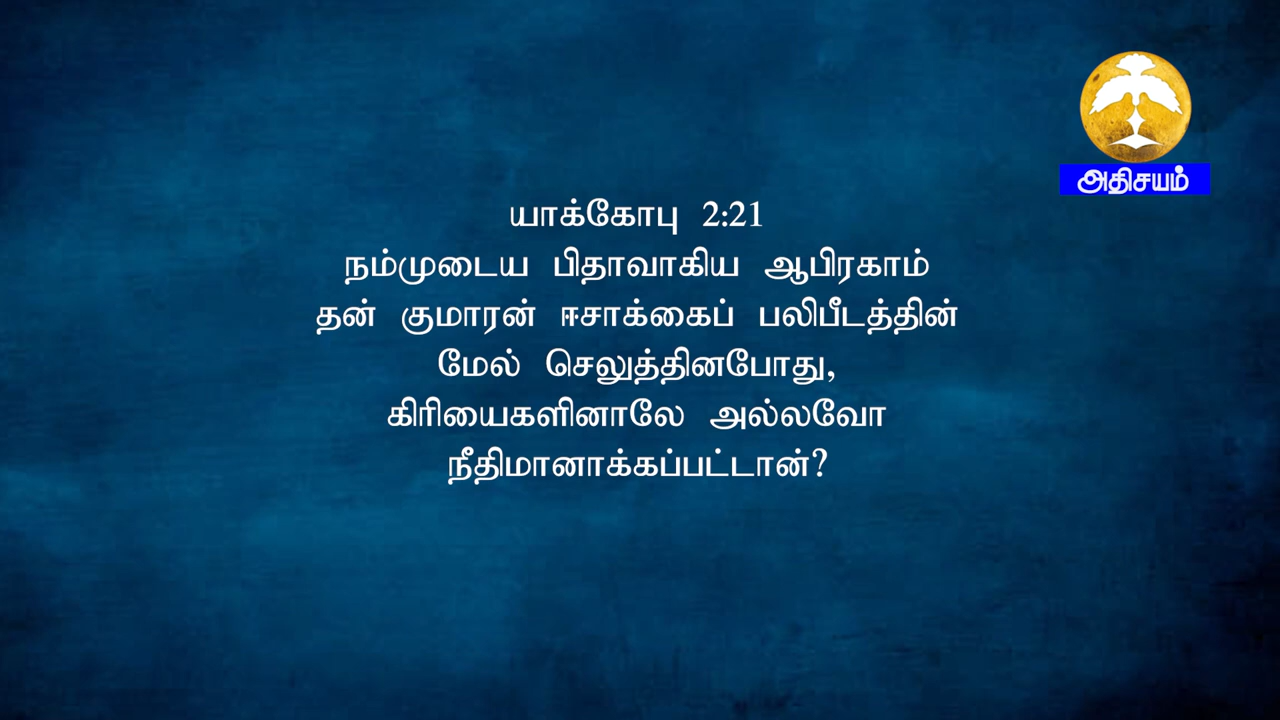 அதிசயம்
யாக்கோபு 2:21
நம்முடைய பிதாவாகிய ஆபிரகாம்
தன் குமாரன் ஈசாக்கைப் பலிபீடத்தின்
மேல் செலுத்தினபோது,
கிரியைகளினாலே அல்லவோ
நீதிமானாக்கப்பட்டான்?